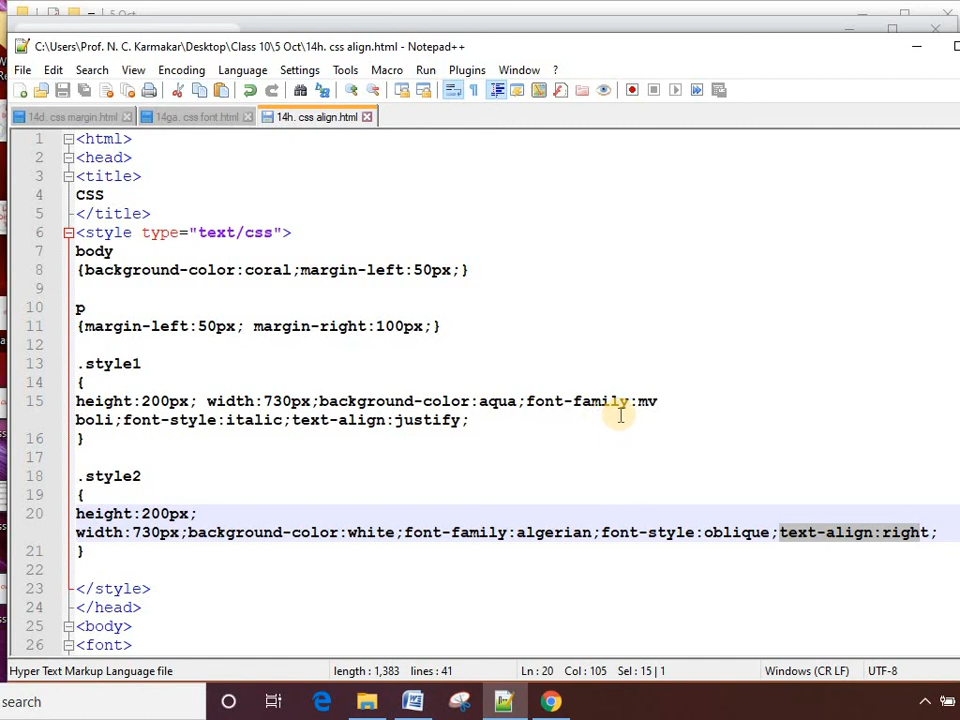 5 Oct
C:\Users\Prof. N. C. Karmakar\Desktop\Class 10\5 Oct\14h. css align.html - Notepad++
File Edit Search View Encoding Language Settings Tools Macro Run Plugins Window ?
14d. css margin.html 14ga. css font.html 14h. css align.html
1 <html>
2 <head>
3 <title>
4 CSS
5 </title>
6 <style type="text/css">
7 body
8 {background-color:coral;margin-left:50px;}
9
10 p
11 {margin-left:50px; margin-right:100px;}
12
13 .style1
14 {
15 height:200px; width:730px;background-color:aqua;font-family:mv
boli;font-style:italic;text-align:justify;
16 }
17
18 .style2
19 {
20 height:200px;
width:730px;background-color:white;font-family:algerian;font-style:oblique;text-align:right;
21 }
22
23 </style>
24 </head>
25 <body>
26 <font>
Hyper Text Markup Language file length : 1,383 lines : 41 Ln : 20 Col : 105 Sel : 15 | 1 Windows (CR LF) UTF-8
search